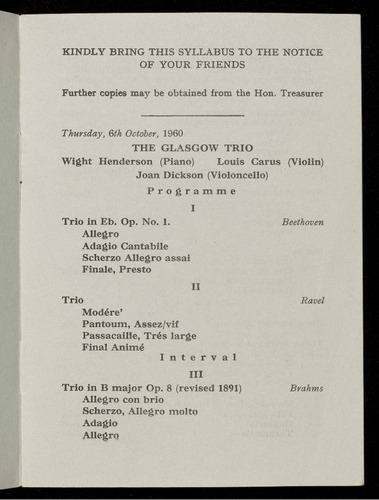 KINDLY BRING THIS SYLLABUS TO THE NOTICE
OF YOUR FRIENDS
Further copies may be obtained from the Hon. Treasurer
Thursday, 6th October, 1960
THE GLASGOW TRIO
Wight Henderson (Piano) Louis Carus (Violin)
Joan Dickson (Violoncello)
Programme
I
Trio in Eb. Op. No. 1. Beethoven
Allegro
Adagio Cantabile
Scherzo Allegro assai
Finale, Presto
II
Trio Ravel
Modére'
Pantoum, Assez/vif
Passacaille, Trés large
Final Animé
Interval
III
Trio in B major Op. 8 (revised 1891) Brahms
Allegro con brio
Scherzo, Allegro molto
Adagio
Allegro